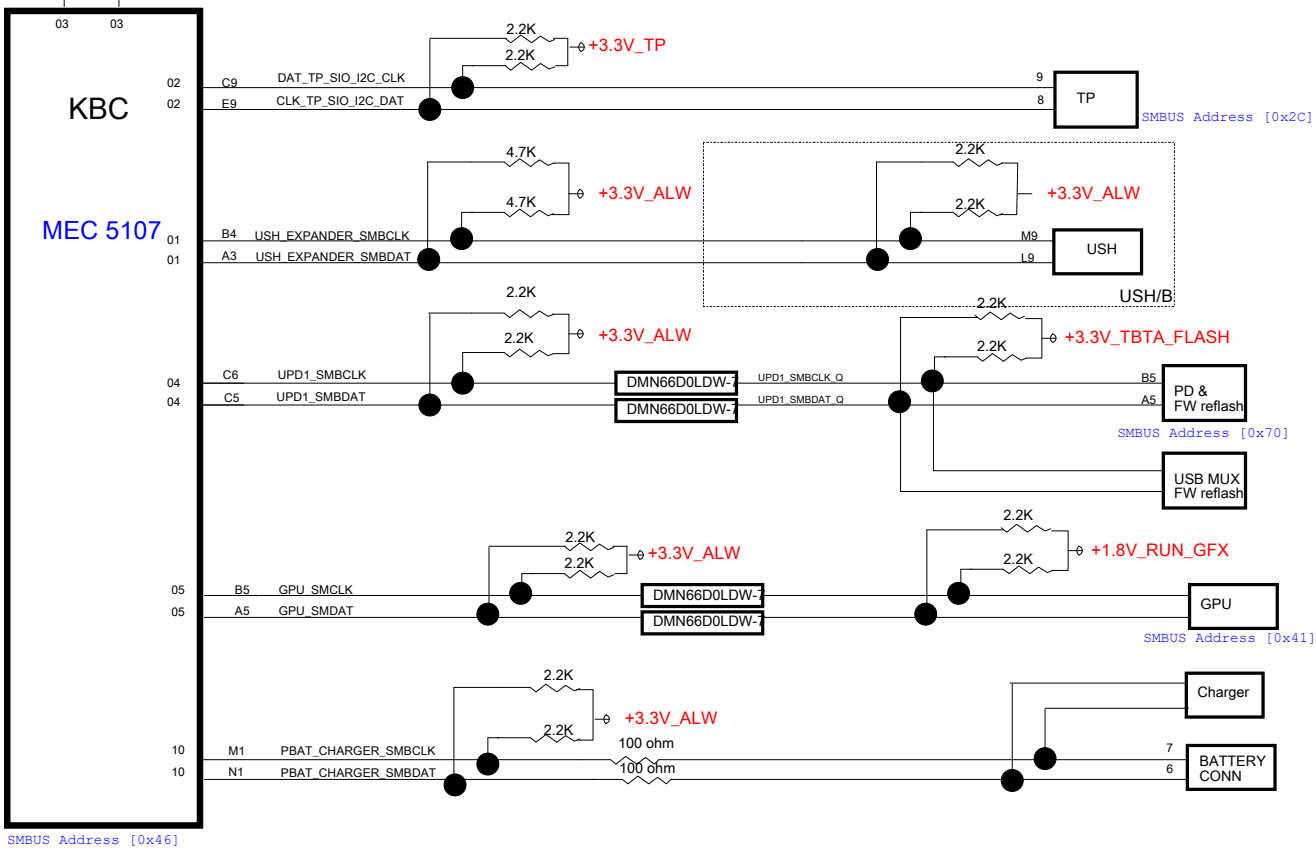 03 03
KBC
MEC 5107
SMBUS Address [0x46]
2.2K
2.2K
+3.3V_TP
02 C9 DAT_TP_SIO_I2C_CLK 9
02 E9 CLK_TP_SIO_I2C_DAT 8
TP
SMBUS Address [0x2C]
4.7K
4.7K
+3.3V_ALW
2.2K
2.2K
+3.3V_ALW
01 B4 USH_EXPANDER_SMBCLK M9
01 A3 USH_EXPANDER_SMBDAT L9
USH
USH/B
2.2K
2.2K
+3.3V_ALW
2.2K
2.2K
+3.3V_TBTA_FLASH
04 C6 UPD1_SMBCLK DMN66D0LDW-7 UPD1_SMBCLK_Q B5
04 C5 UPD1_SMBDAT DMN66D0LDW-7 UPD1_SMBDAT_Q A5
PD &
FW reflash
SMBUS Address [0x70]
USB MUX
FW reflash
2.2K
2.2K
+3.3V_ALW
2.2K
2.2K
+1.8V_RUN_GFX
05 B5 GPU_SMCLK DMN66D0LDW-7
05 A5 GPU_SMDAT DMN66D0LDW-7
GPU
SMBUS Address [0x41]
2.2K
2.2K
+3.3V_ALW
Charger
10 M1 PBAT_CHARGER_SMBCLK 100 ohm 7
10 N1 PBAT_CHARGER_SMBDAT 100 ohm 6
BATTERY
CONN